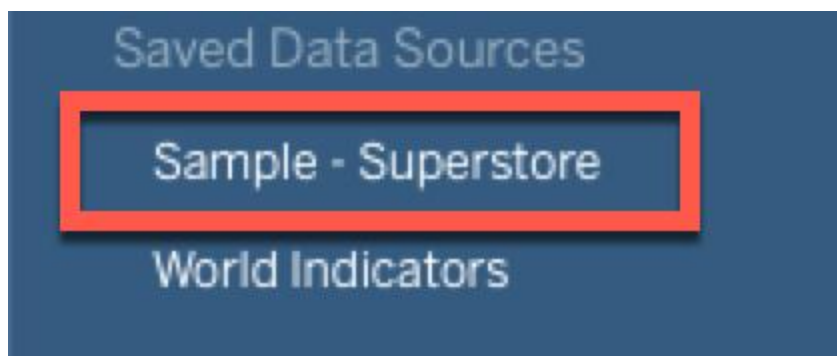 Saved Data Sources
Sample - Superstore
World Indicators